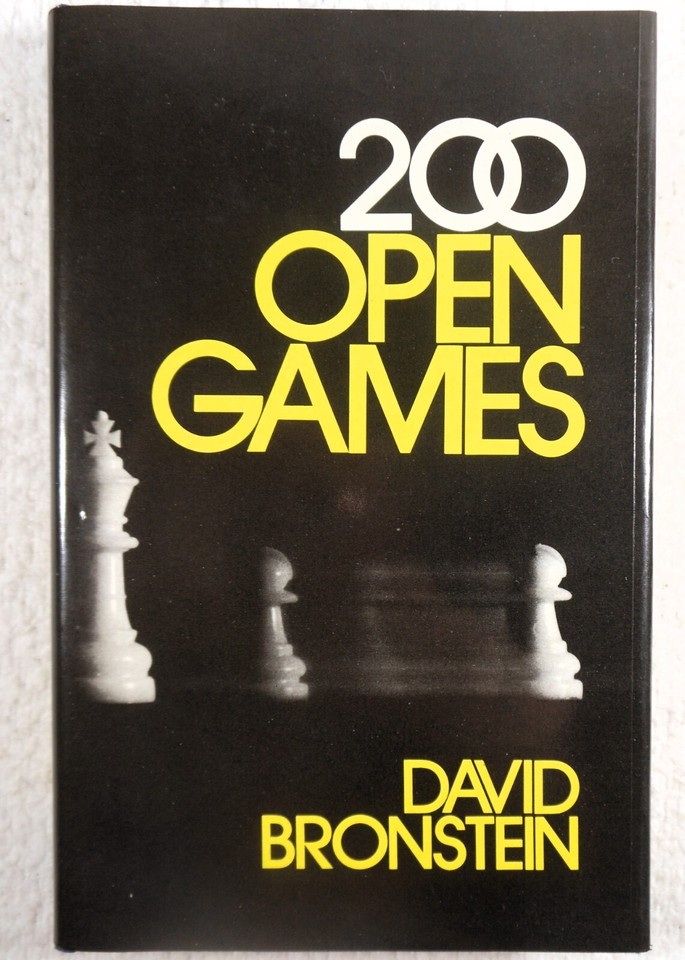 200
OPEN
GAMES
DAVID
BRONSTEIN